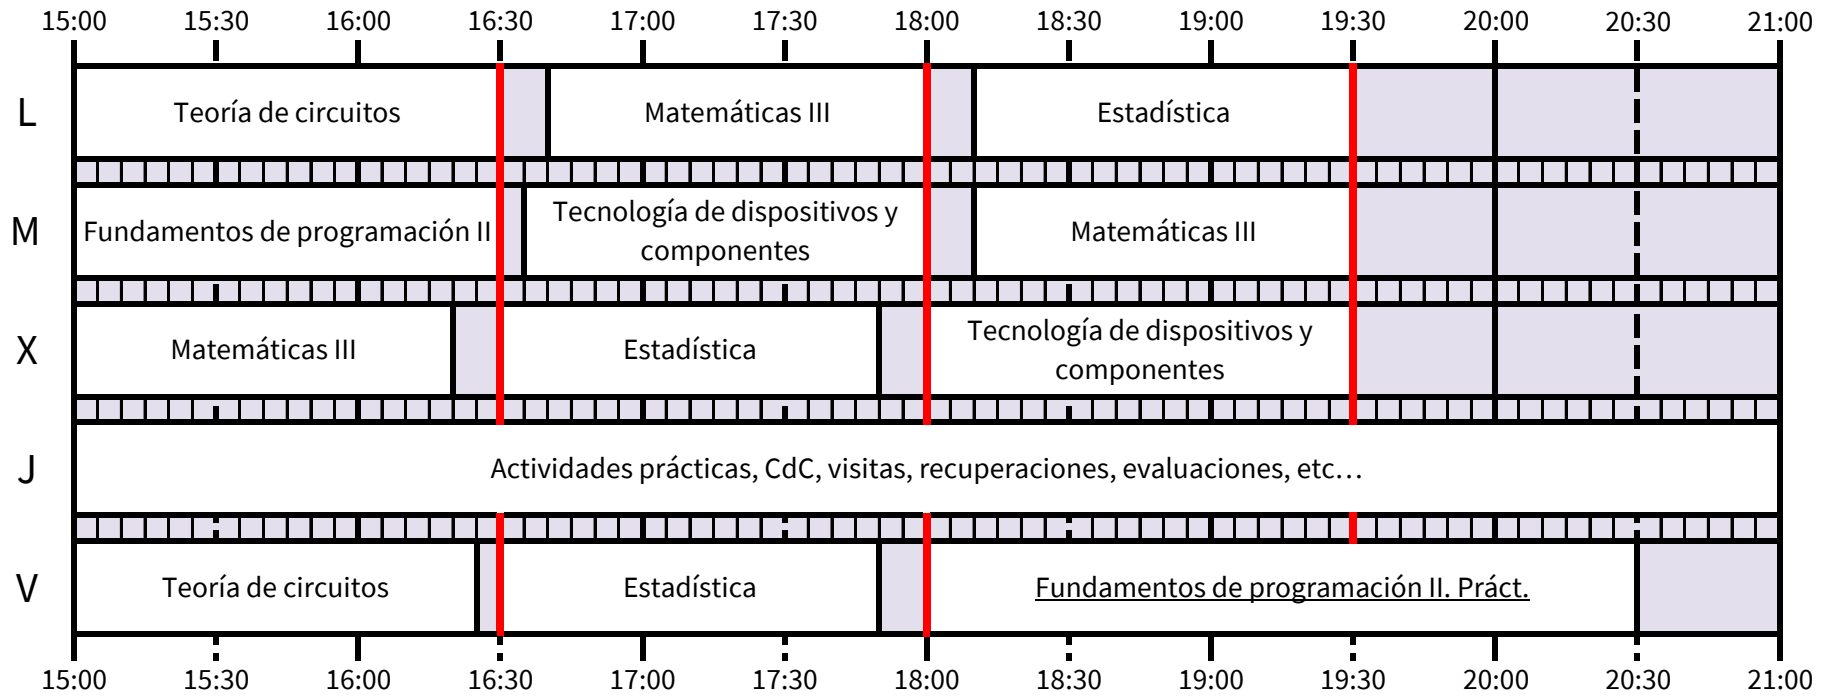 15:00 15:30 16:00 16:30 17:00 17:30 18:00 18:30 19:00 19:30 20:00 20:30 21:00
L Teoría de circuitos Matemáticas III Estadística
M Fundamentos de programación II Tecnología de dispositivos y
componentes Matemáticas III
X Matemáticas III Estadística Tecnología de dispositivos y
componentes
J Actividades prácticas, CdC, visitas, recuperaciones, evaluaciones, etc…
V Teoría de circuitos Estadística Fundamentos de programación II. Práct.
15:00 15:30 16:00 16:30 17:00 17:30 18:00 18:30 19:00 19:30 20:00 20:30 21:00